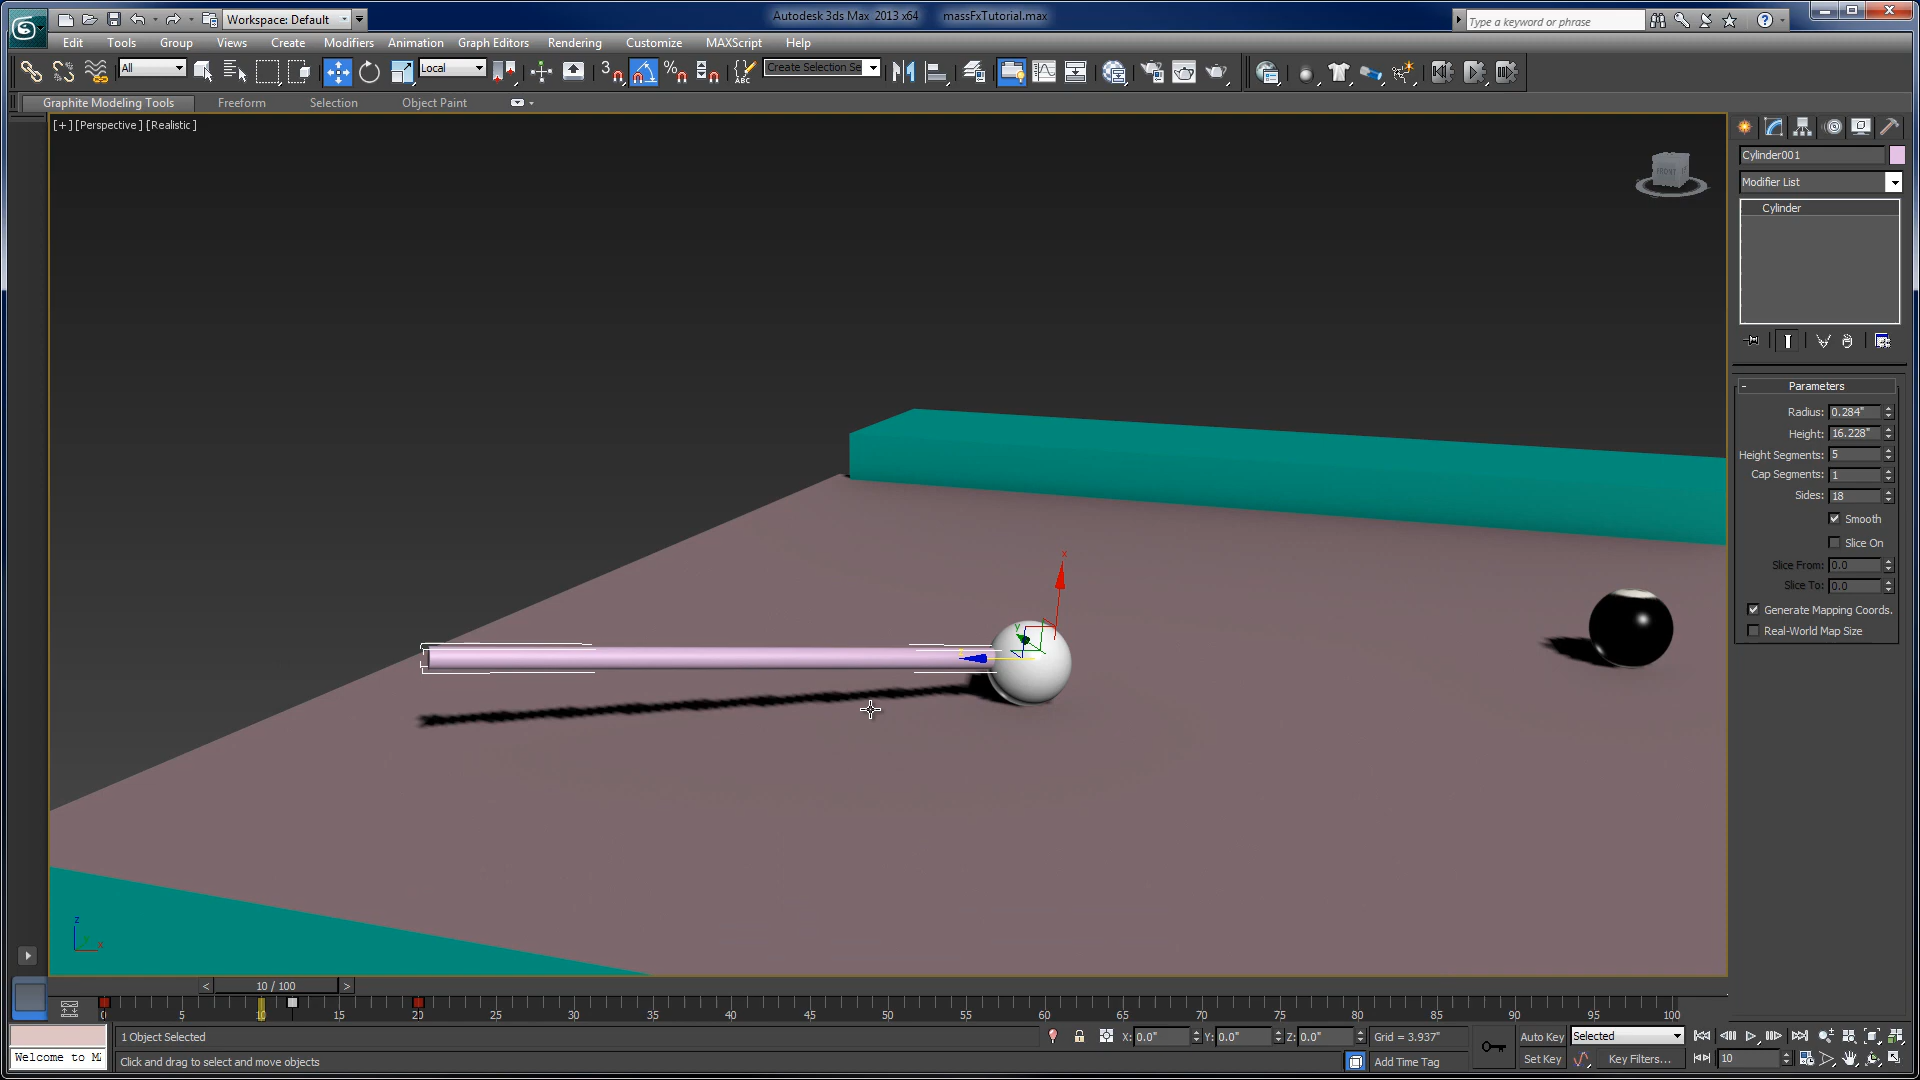 Workspace: Default
Autodesk 3ds Max 2013 x64 massFxTutorial.max
Type a keyword or phrase
Edit Tools Group Views Create Modifiers Animation Graph Editors Rendering Customize MAXScript Help
All Local 3 % ABC Create Selection Se
Graphite Modeling Tools Freeform Selection Object Paint
[+] [Perspective] [Realistic]
FRONT
Cylinder001
Modifier List
Cylinder
- Parameters
Radius: 0.284"
Height: 16.228"
Height Segments: 5
Cap Segments: 1
Sides: 18
Smooth
Slice On
Slice From: 0.0
Slice To: 0.0
Generate Mapping Coords.
Real-World Map Size
x
y
z
z
x
< 10 / 100 >
0 5 10 15 20 25 30 35 40 45 50 55 60 65 70 75 80 85 90 95 100
1 Object Selected X: 0.0" Y: 0.0" Z: 0.0" Grid = 3.937" Auto Key Selected
Welcome to M Click and drag to select and move objects Add Time Tag Set Key Key Filters... 10